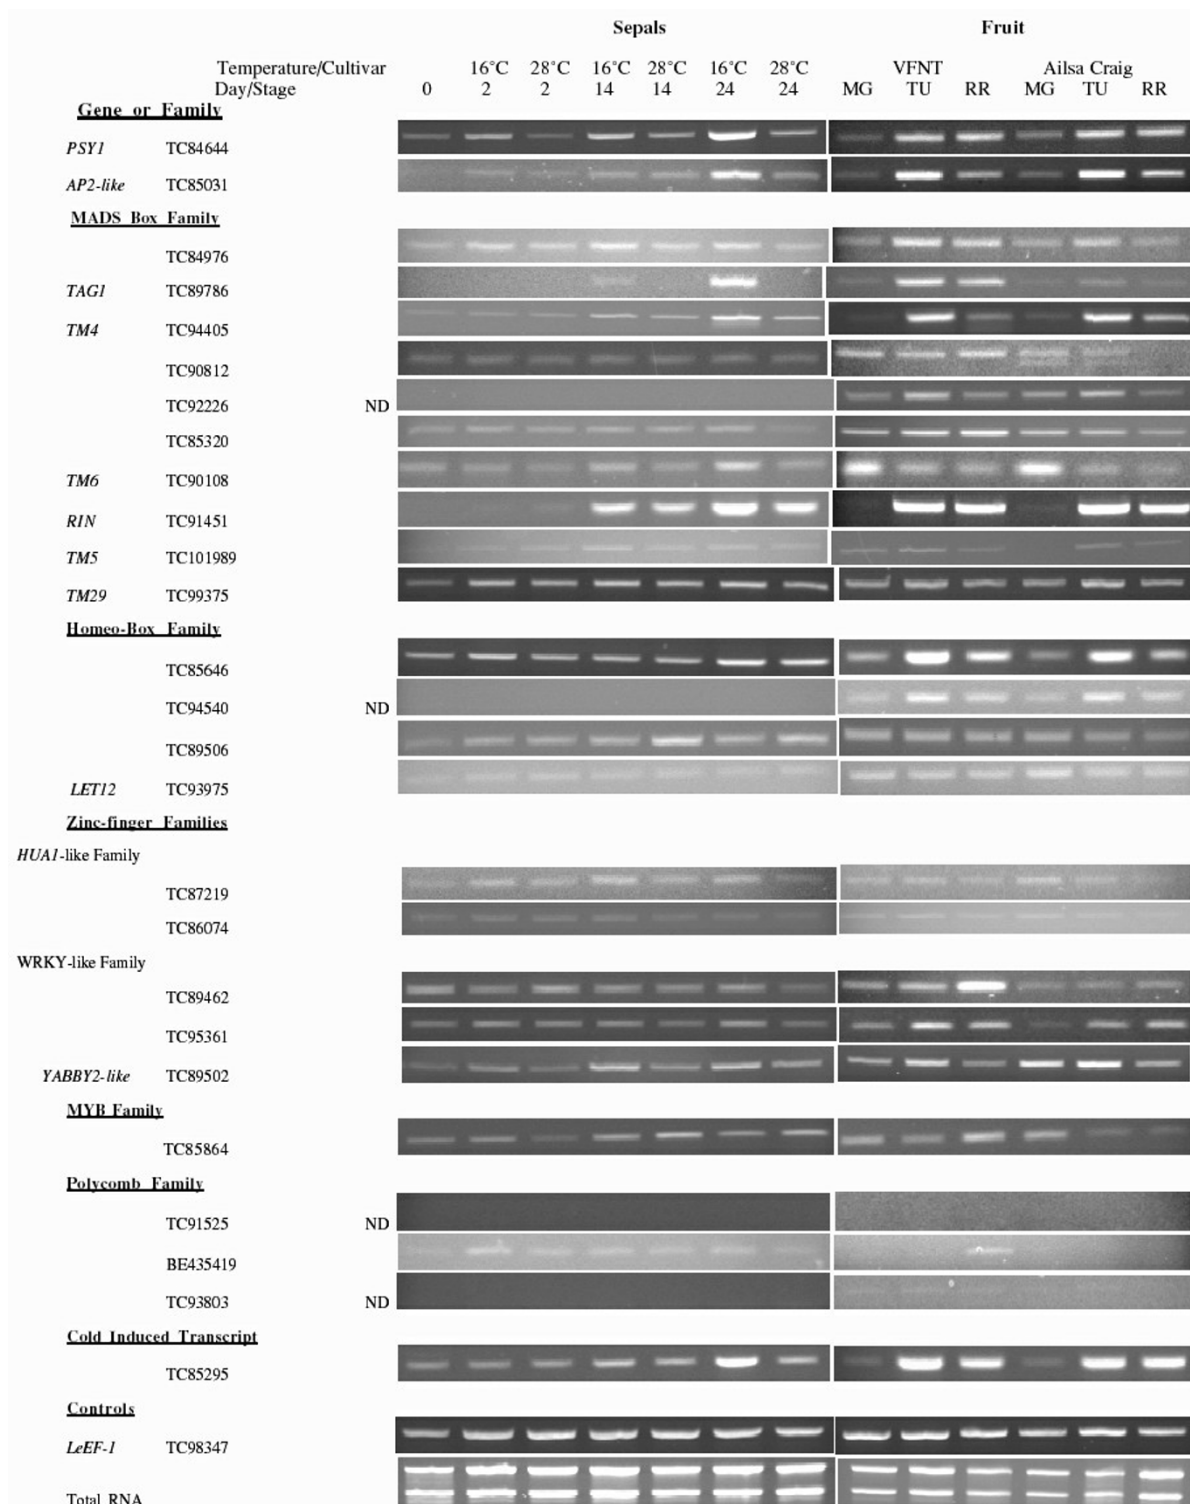 Sepals Fruit
Temperature/Cultivar 16°C 28°C 16°C 28°C 16°C 28°C VFNT Ailsa Craig
Day/Stage 0 2 2 14 14 24 24 MG TU RR MG TU RR
Gene or Family
PSY1 TC84644
AP2-like TC85031
MADS Box Family
TC84976
TAG1 TC89786
TM4 TC94405
TC90812
TC92226 ND
TC85320
TM6 TC90108
RIN TC91451
TM5 TC101989
TM29 TC99375
Homeo-Box Family
TC85646
TC94540 ND
TC89506
LET12 TC93975
Zinc-finger Families
HUA1-like Family
TC87219
TC86074
WRKY-like Family
TC89462
TC95361
YABBY2-like TC89502
MYB Family
TC85864
Polycomb Family
TC91525 ND
BE435419
TC93803 ND
Cold Induced Transcript
TC85295
Controls
LeEF-1 TC98347
Total RNA